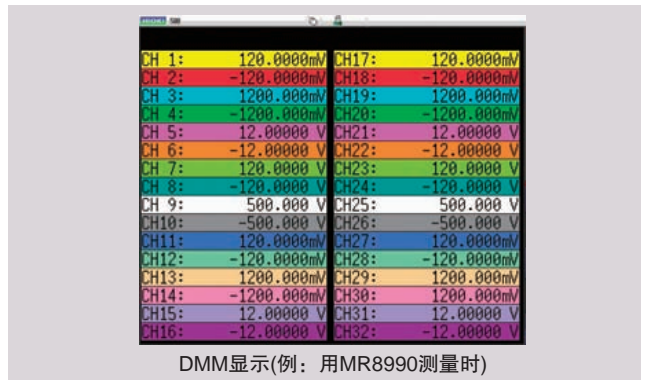 CH 1: 120.0000mV CH17: 120.0000mV
CH 2: -120.0000mV CH18: -120.0000mV
CH 3: 1200.000mV CH19: 1200.000mV
CH 4: -1200.000mV CH20: -1200.000mV
CH 5: 12.00000 V CH21: 12.00000 V
CH 6: -12.00000 V CH22: -12.00000 V
CH 7: 120.0000 V CH23: 120.0000 V
CH 8: -120.0000 V CH24: -120.0000 V
CH 9: 500.000 V CH25: 500.000 V
CH10: -500.000 V CH26: -500.000 V
CH11: 120.0000mV CH27: 120.0000mV
CH12: -120.0000mV CH28: -120.0000mV
CH13: 1200.000mV CH29: 1200.000mV
CH14: -1200.000mV CH30: 1200.000mV
CH15: 12.00000 V CH31: 12.00000 V
CH16: -12.00000 V CH32: -12.00000 V
DMM显示(例：用MR8990测量时)